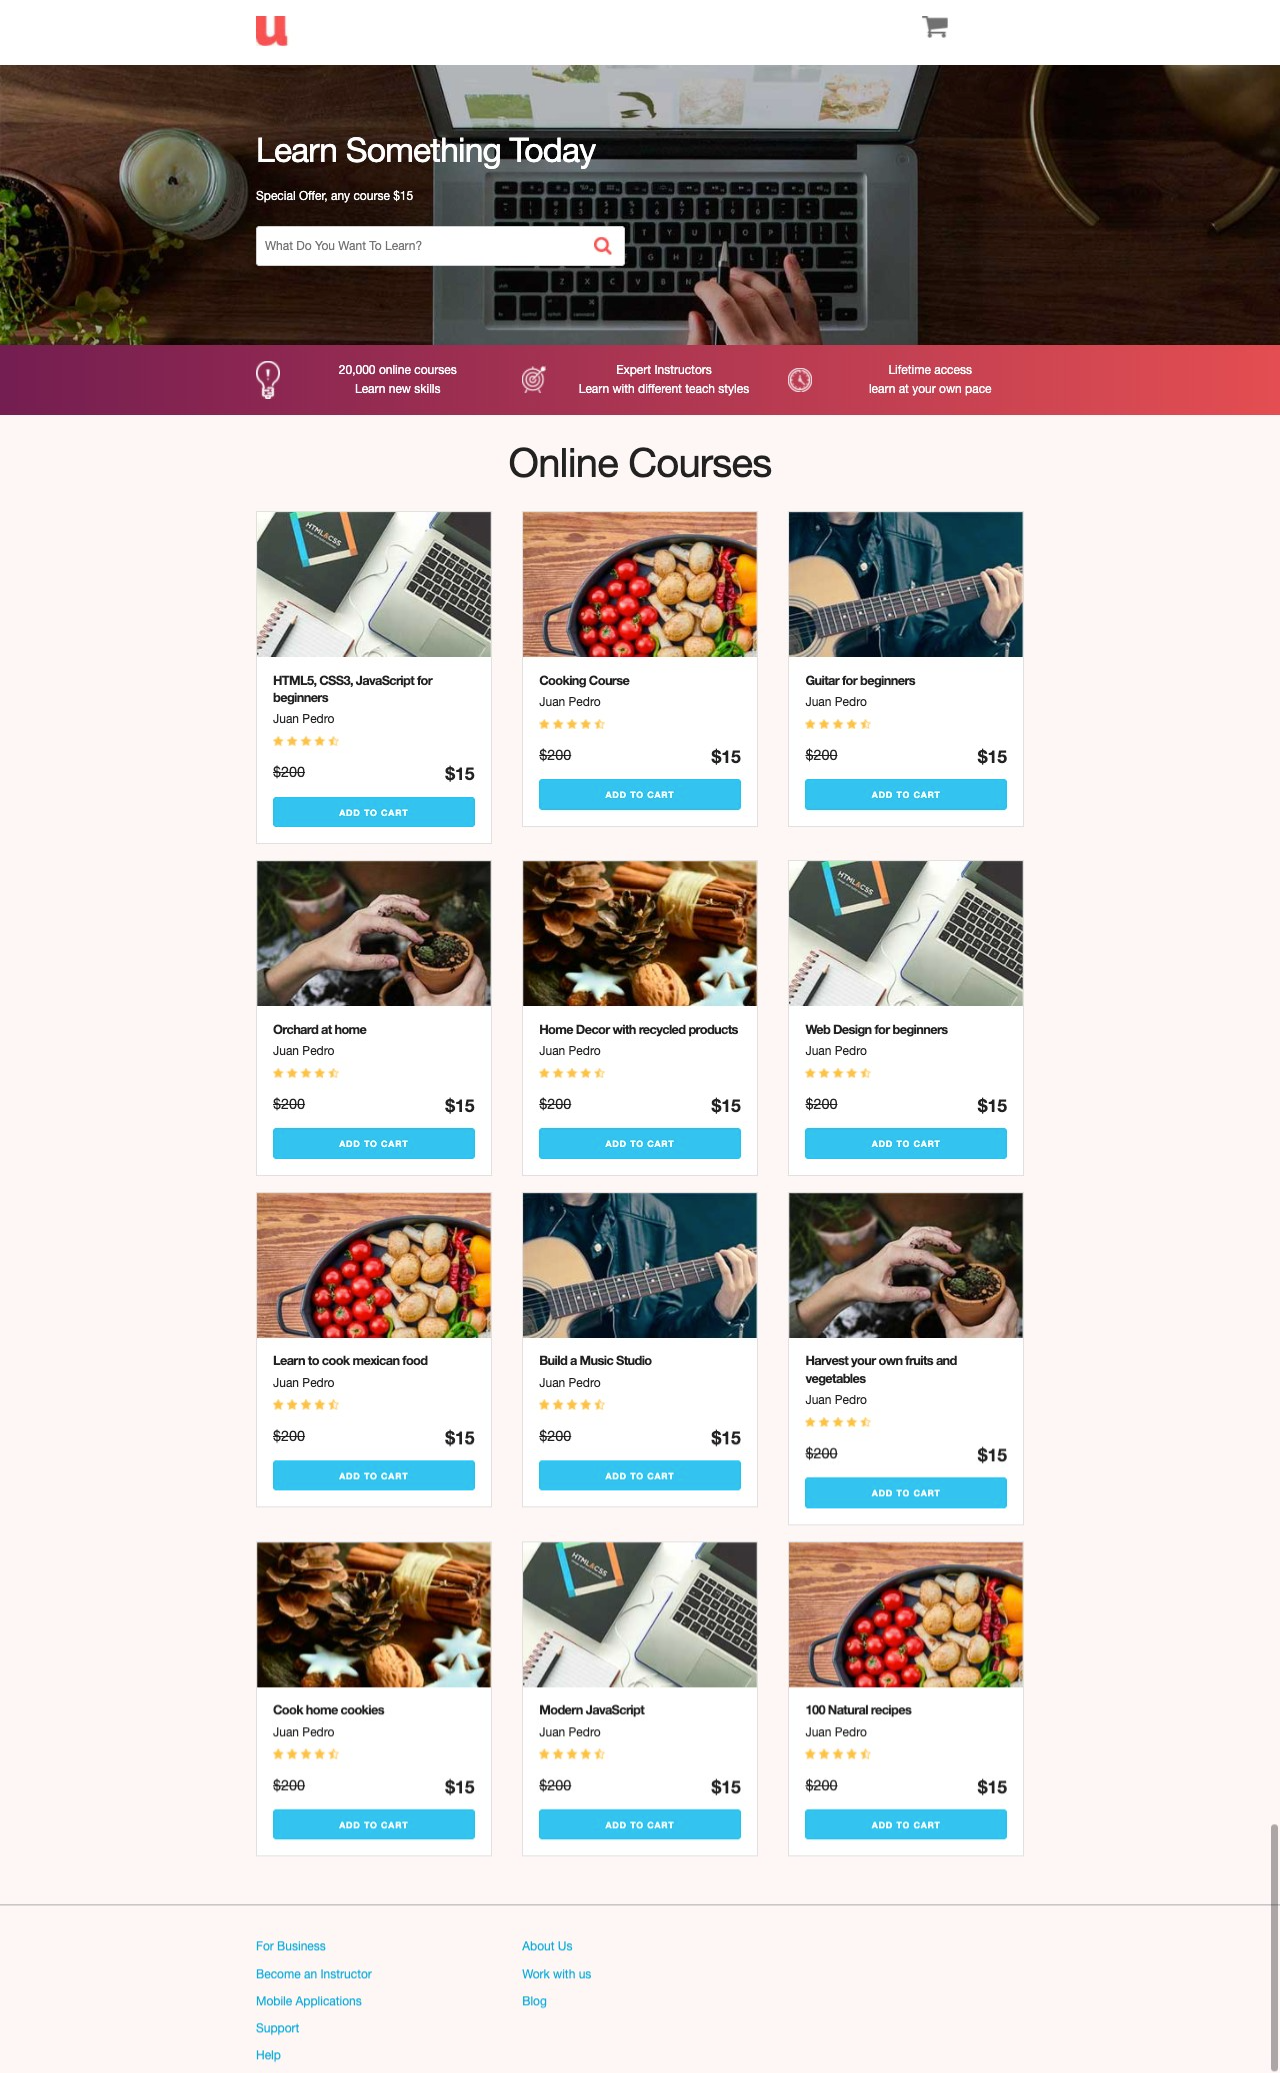 u
Learn Something Today
Special Offer, any course $15
What Do You Want To Learn?
20,000 online courses
Learn new skills
Expert Instructors
Learn with different teach styles
Lifetime access
learn at your own pace
Online Courses
HTML&CSS
HTML5, CSS3, JavaScript for
beginners
Juan Pedro
$200 $15
ADD TO CART
Cooking Course
Juan Pedro
$200 $15
ADD TO CART
Guitar for beginners
Juan Pedro
$200 $15
ADD TO CART
Orchard at home
Juan Pedro
$200 $15
ADD TO CART
Home Decor with recycled products
Juan Pedro
$200 $15
ADD TO CART
HTML&CSS
Web Design for beginners
Juan Pedro
$200 $15
ADD TO CART
Learn to cook mexican food
Juan Pedro
$200 $15
ADD TO CART
Build a Music Studio
Juan Pedro
$200 $15
ADD TO CART
Harvest your own fruits and
vegetables
Juan Pedro
$200 $15
ADD TO CART
Cook home cookies
Juan Pedro
$200 $15
ADD TO CART
HTML&CSS
Modern JavaScript
Juan Pedro
$200 $15
ADD TO CART
100 Natural recipes
Juan Pedro
$200 $15
ADD TO CART
For Business
Become an Instructor
Mobile Applications
Support
Help
About Us
Work with us
Blog